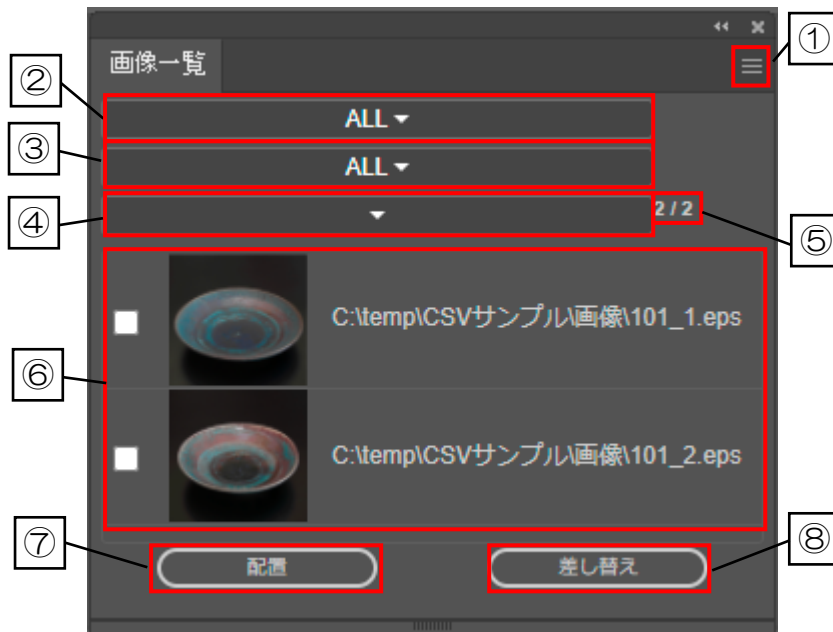 ①
画像一覧
②
ALL
③
ALL
④
2 / 2
⑤
C:\temp\CSVサンプル\画像\101_1.eps
⑥
C:\temp\CSVサンプル\画像\101_2.eps
⑦
配置
差し替え
⑧